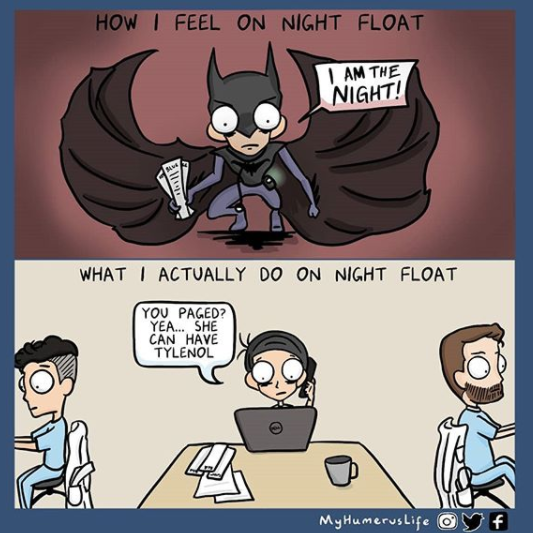 HOW I FEEL ON NIGHT FLOAT
I AM THE
NIGHT!
WHAT I ACTUALLY DO ON NIGHT FLOAT
YOU PAGED?
YEA... SHE
CAN HAVE
TYLENOL
MyHumerusLife